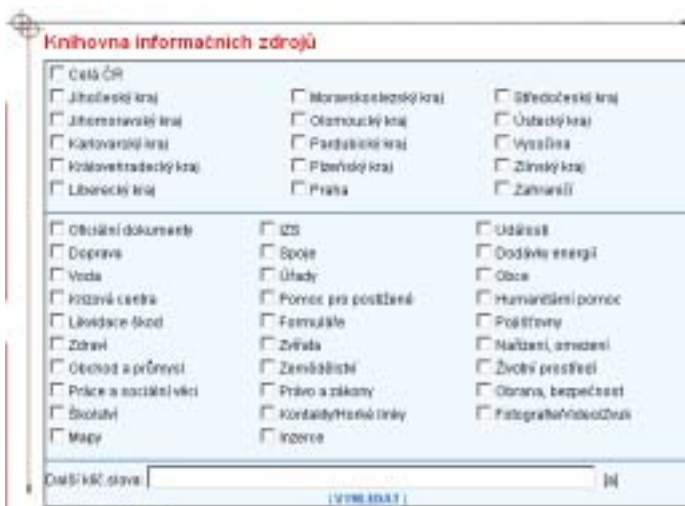 Knihovna informačních zdrojů
Celá ČR
Jihočeský kraj Moravskoslezský kraj Středočeský kraj
Jihomoravský kraj Olomoucký kraj Ústecký kraj
Karlovarský kraj Pardubický kraj Vysočina
Královehradecký kraj Plzeňský kraj Zlínský kraj
Liberecký kraj Praha Zahraničí
Oficiální dokumenty IZS Události
Doprava Spoje Dodávky energií
Voda Úřady Obce
Krizová centra Pomoc pro postižené Humanitární pomoc
Likvidace škod Formuláře Pojišťovny
Zdraví Zvířata Nařízení, omezení
Obchod a průmysl Zemědělství Životní prostředí
Práce a sociální věci Právo a zákony Obrana, bezpečnost
Školství Kontakty/Horké linky Fotografie/Video/Zvuk
Mapy Inzerce
Další klíč.slova: [a]
[ VYHLEDAT ]